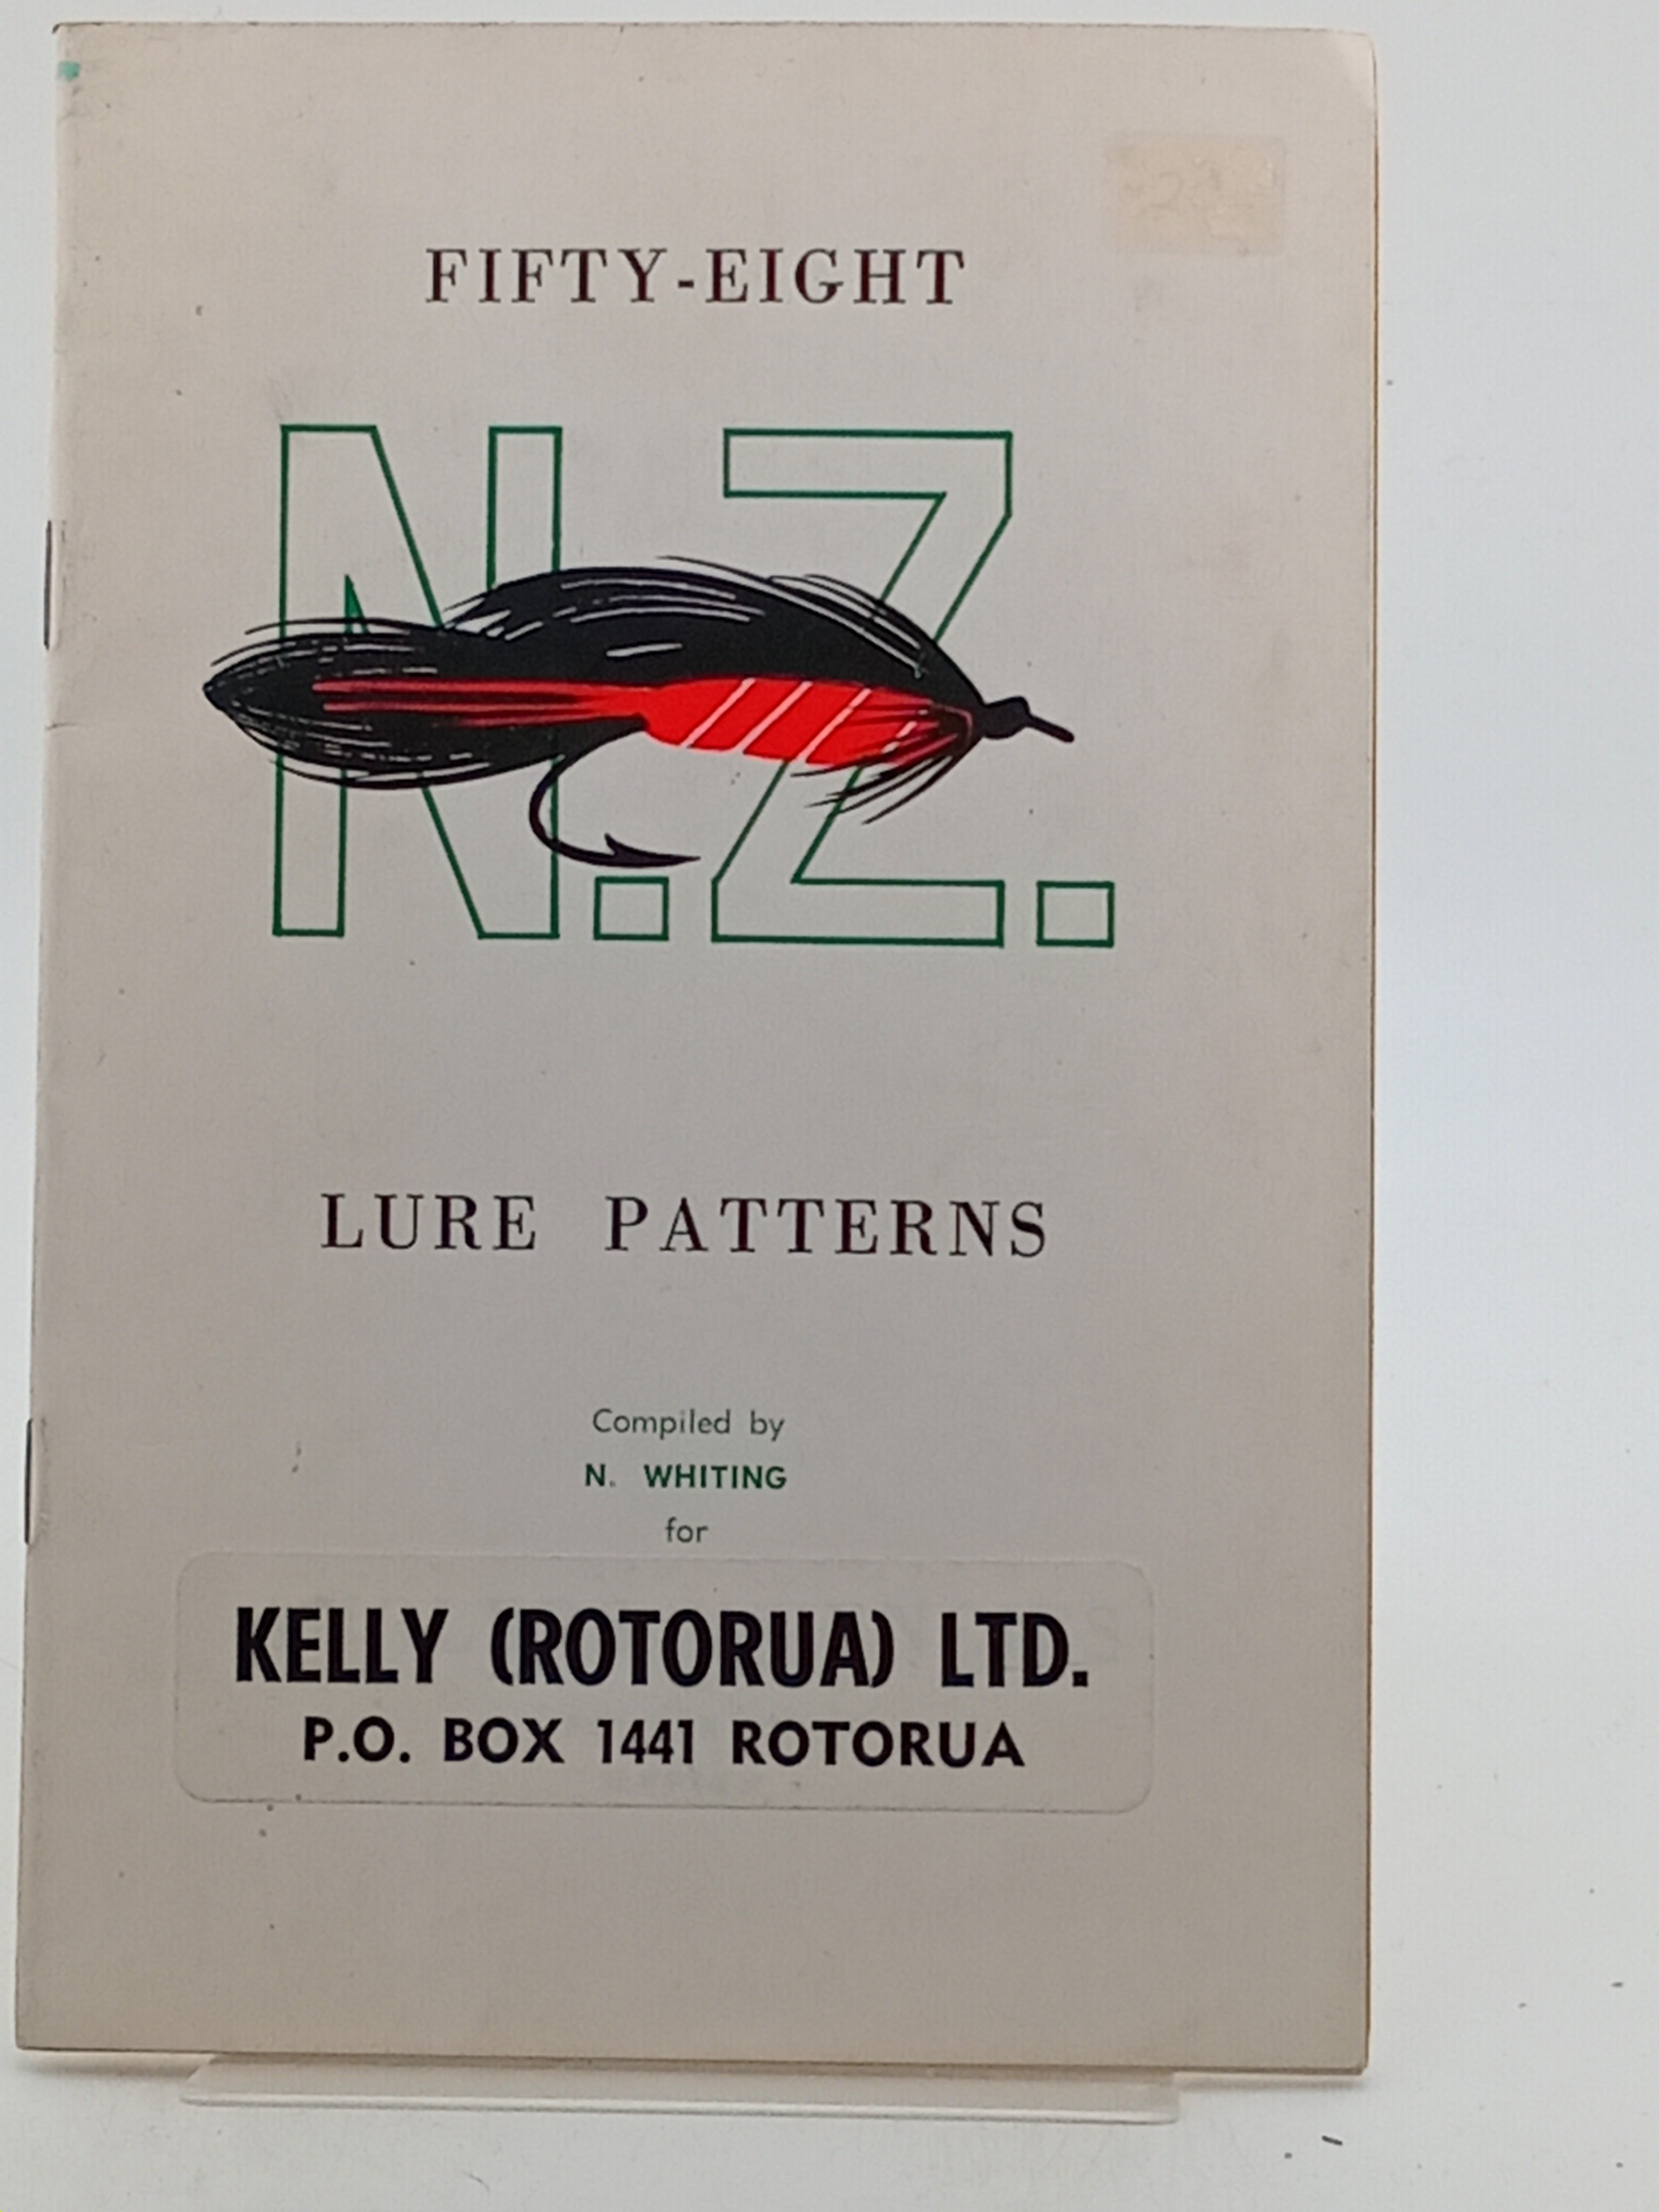 FIFTY-EIGHT
N.Z.
LURE PATTERNS
Compiled by
N. WHITING
for
KELLY (ROTORUA) LTD.
P.O. BOX 1441 ROTORUA